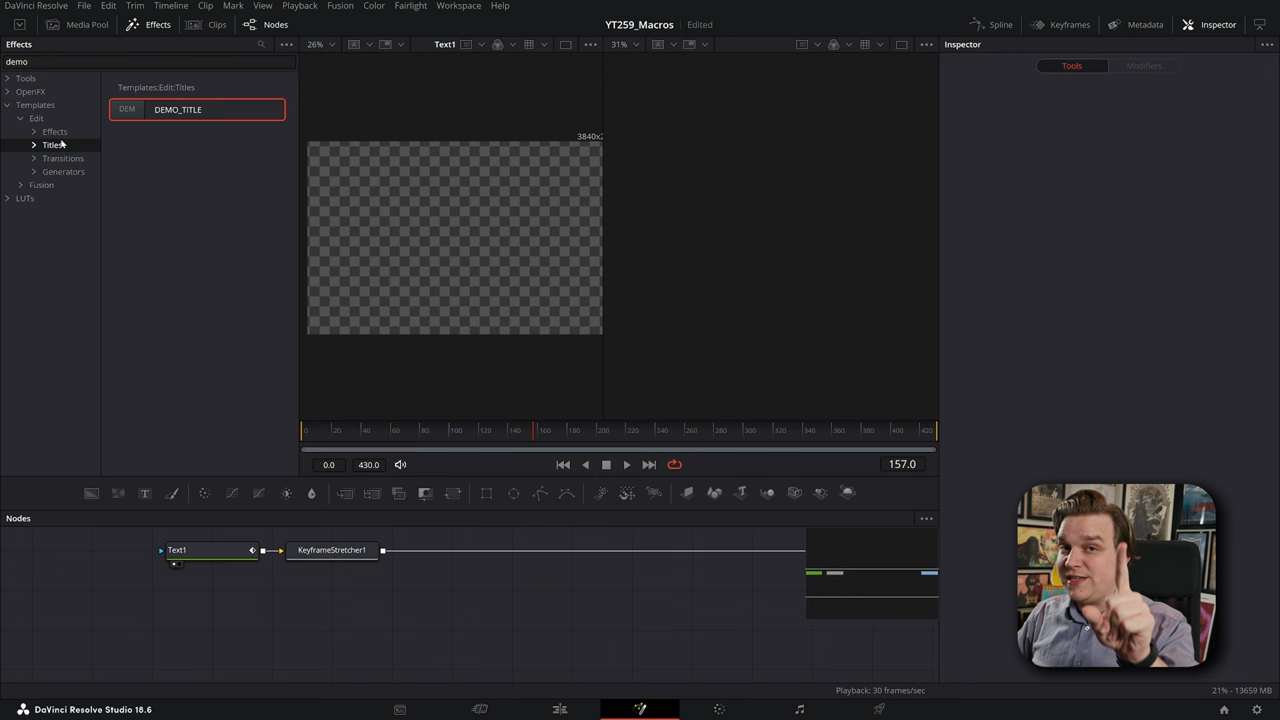 DaVinci Resolve File Edit Trim Timeline Clip Mark View Playback Fusion Color Fairlight Workspace Help
Media Pool Effects Clips Nodes YT259_Macros Edited Spline Keyframes Metadata Inspector
Effects 26% Text1 31% Inspector
demo
Tools Modifiers
Tools
OpenFX
Templates
Edit
Effects
Titles
Transitions
Generators
Fusion
LUTs
Templates:Edit:Titles
DEM DEMO_TITLE
3840x2
0 20 40 60 80 100 120 140 160 180 200 220 240 260 280 300 320 340 360 380 400 420
0.0 430.0 157.0
Nodes
Text1 KeyframeStretcher1
Playback: 30 frames/sec 21% - 13659 MB
DaVinci Resolve Studio 18.6